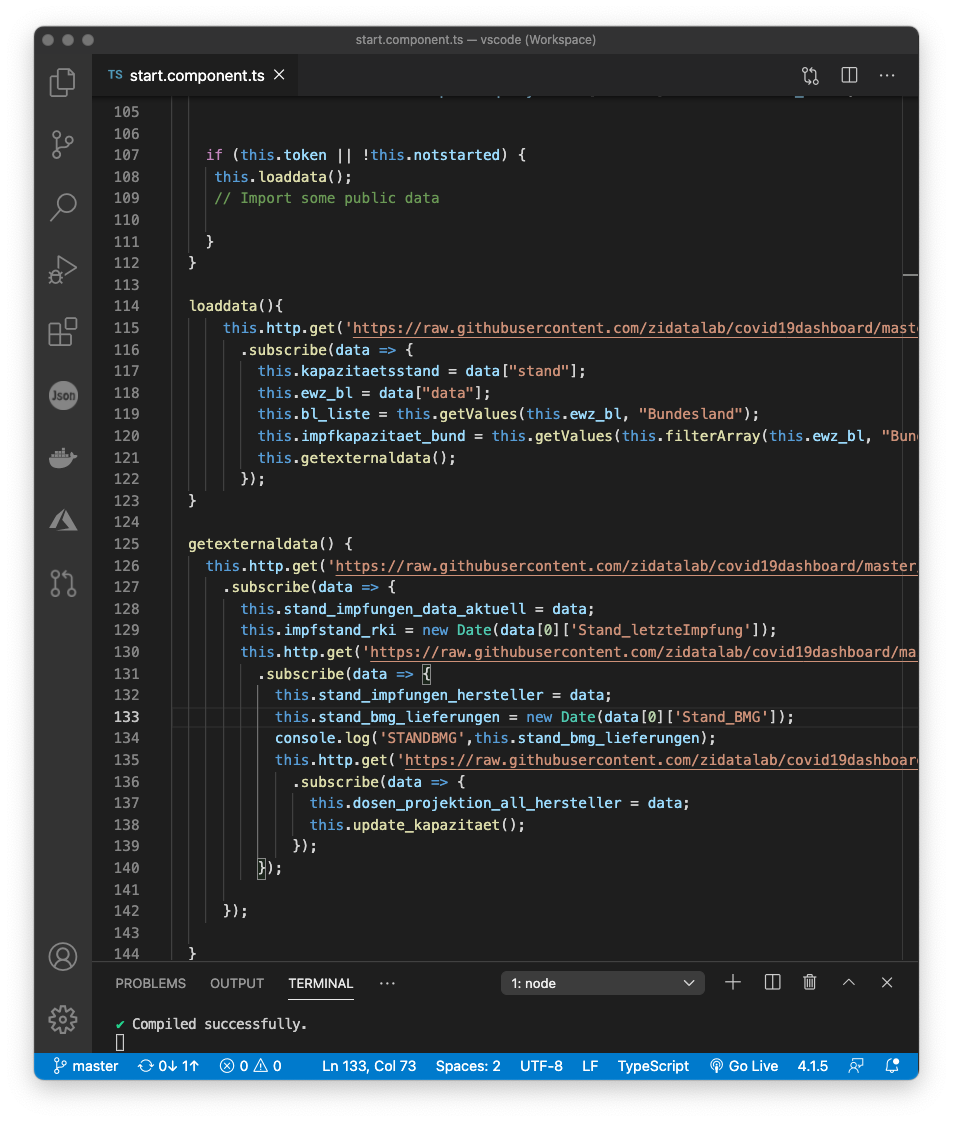 start.component.ts — vscode (Workspace)
TS start.component.ts
105
106
107 if (this.token || !this.notstarted) {
108 this.loaddata();
109 // Import some public data
110
111 }
112 }
113
114 loaddata(){
115 this.http.get('https://raw.githubusercontent.com/zidatalab/covid19dashboard/mast
116 .subscribe(data => {
117 this.kapazitaetsstand = data["stand"];
118 this.ewz_bl = data["data"];
119 this.bl_liste = this.getValues(this.ewz_bl, "Bundesland");
120 this.impfkapazitaet_bund = this.getValues(this.filterArray(this.ewz_bl, "Bun
121 this.getexternaldata();
122 });
123 }
124
125 getexternaldata() {
126 this.http.get('https://raw.githubusercontent.com/zidatalab/covid19dashboard/master
127 .subscribe(data => {
128 this.stand_impfungen_data_aktuell = data;
129 this.impfstand_rki = new Date(data[0]['Stand_letzteImpfung']);
130 this.http.get('https://raw.githubusercontent.com/zidatalab/covid19dashboard/ma
131 .subscribe(data => {
132 this.stand_impfungen_hersteller = data;
133 this.stand_bmg_lieferungen = new Date(data[0]['Stand_BMG']);
134 console.log('STANDBMG',this.stand_bmg_lieferungen);
135 this.http.get('https://raw.githubusercontent.com/zidatalab/covid19dashboar
136 .subscribe(data => {
137 this.dosen_projektion_all_hersteller = data;
138 this.update_kapazitaet();
139 });
140 });
141
142 });
143
144 }
Json
PROBLEMS OUTPUT TERMINAL ··· 1: node
✔ Compiled successfully.
master 0↓ 1↑ 0 0 Ln 133, Col 73 Spaces: 2 UTF-8 LF TypeScript Go Live 4.1.5